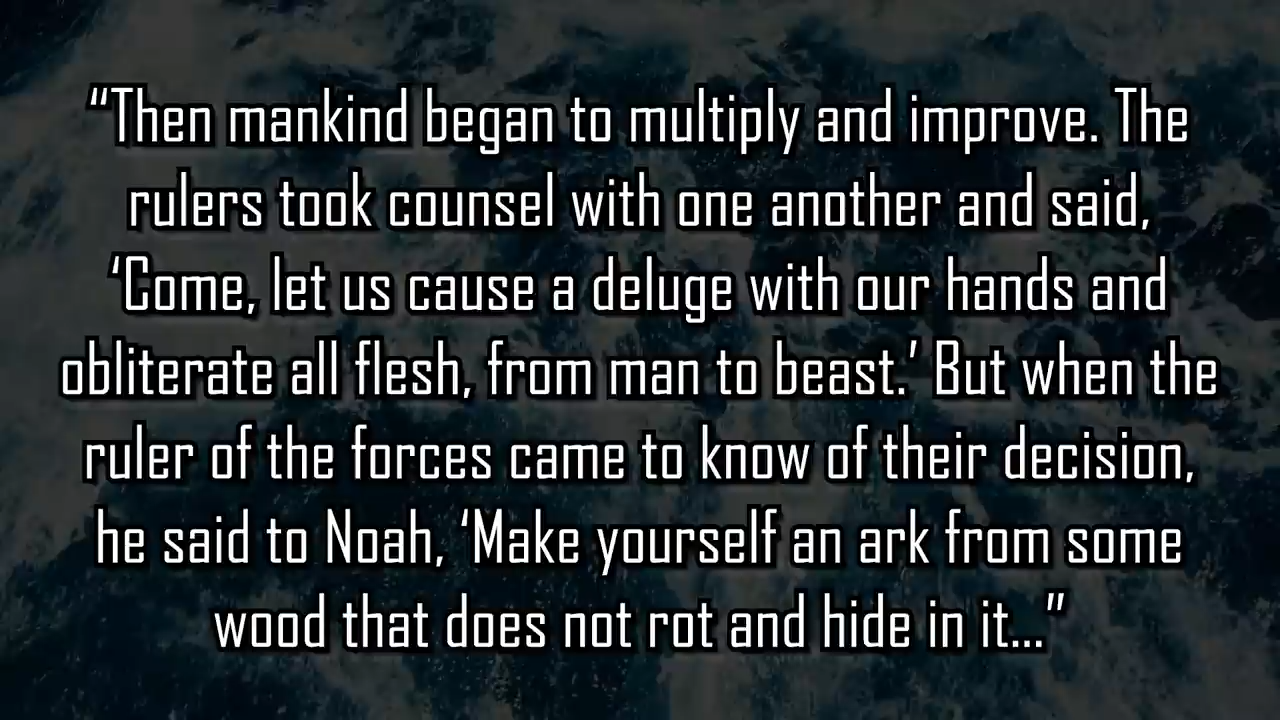 “Then mankind began to multiply and improve. The
rulers took counsel with one another and said,
‘Come, let us cause a deluge with our hands and
obliterate all flesh, from man to beast.’ But when the
ruler of the forces came to know of their decision,
he said to Noah, ‘Make yourself an ark from some
wood that does not rot and hide in it...”